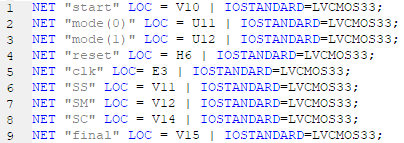 1 NET "start" LOC = V10 | IOSTANDARD=LVCMOS33;
2 NET "mode(0)" LOC = U11 | IOSTANDARD=LVCMOS33;
3 NET "mode(1)" LOC = U12 | IOSTANDARD=LVCMOS33;
4 NET "reset" LOC = H6 | IOSTANDARD=LVCMOS33;
5 NET "clk" LOC= E3 | IOSTANDARD=LVCMOS33;
6 NET "SS" LOC = V11 | IOSTANDARD=LVCMOS33;
7 NET "SM" LOC = V12 | IOSTANDARD=LVCMOS33;
8 NET "SC" LOC = V14 | IOSTANDARD=LVCMOS33;
9 NET "final" LOC = V15 | IOSTANDARD=LVCMOS33;